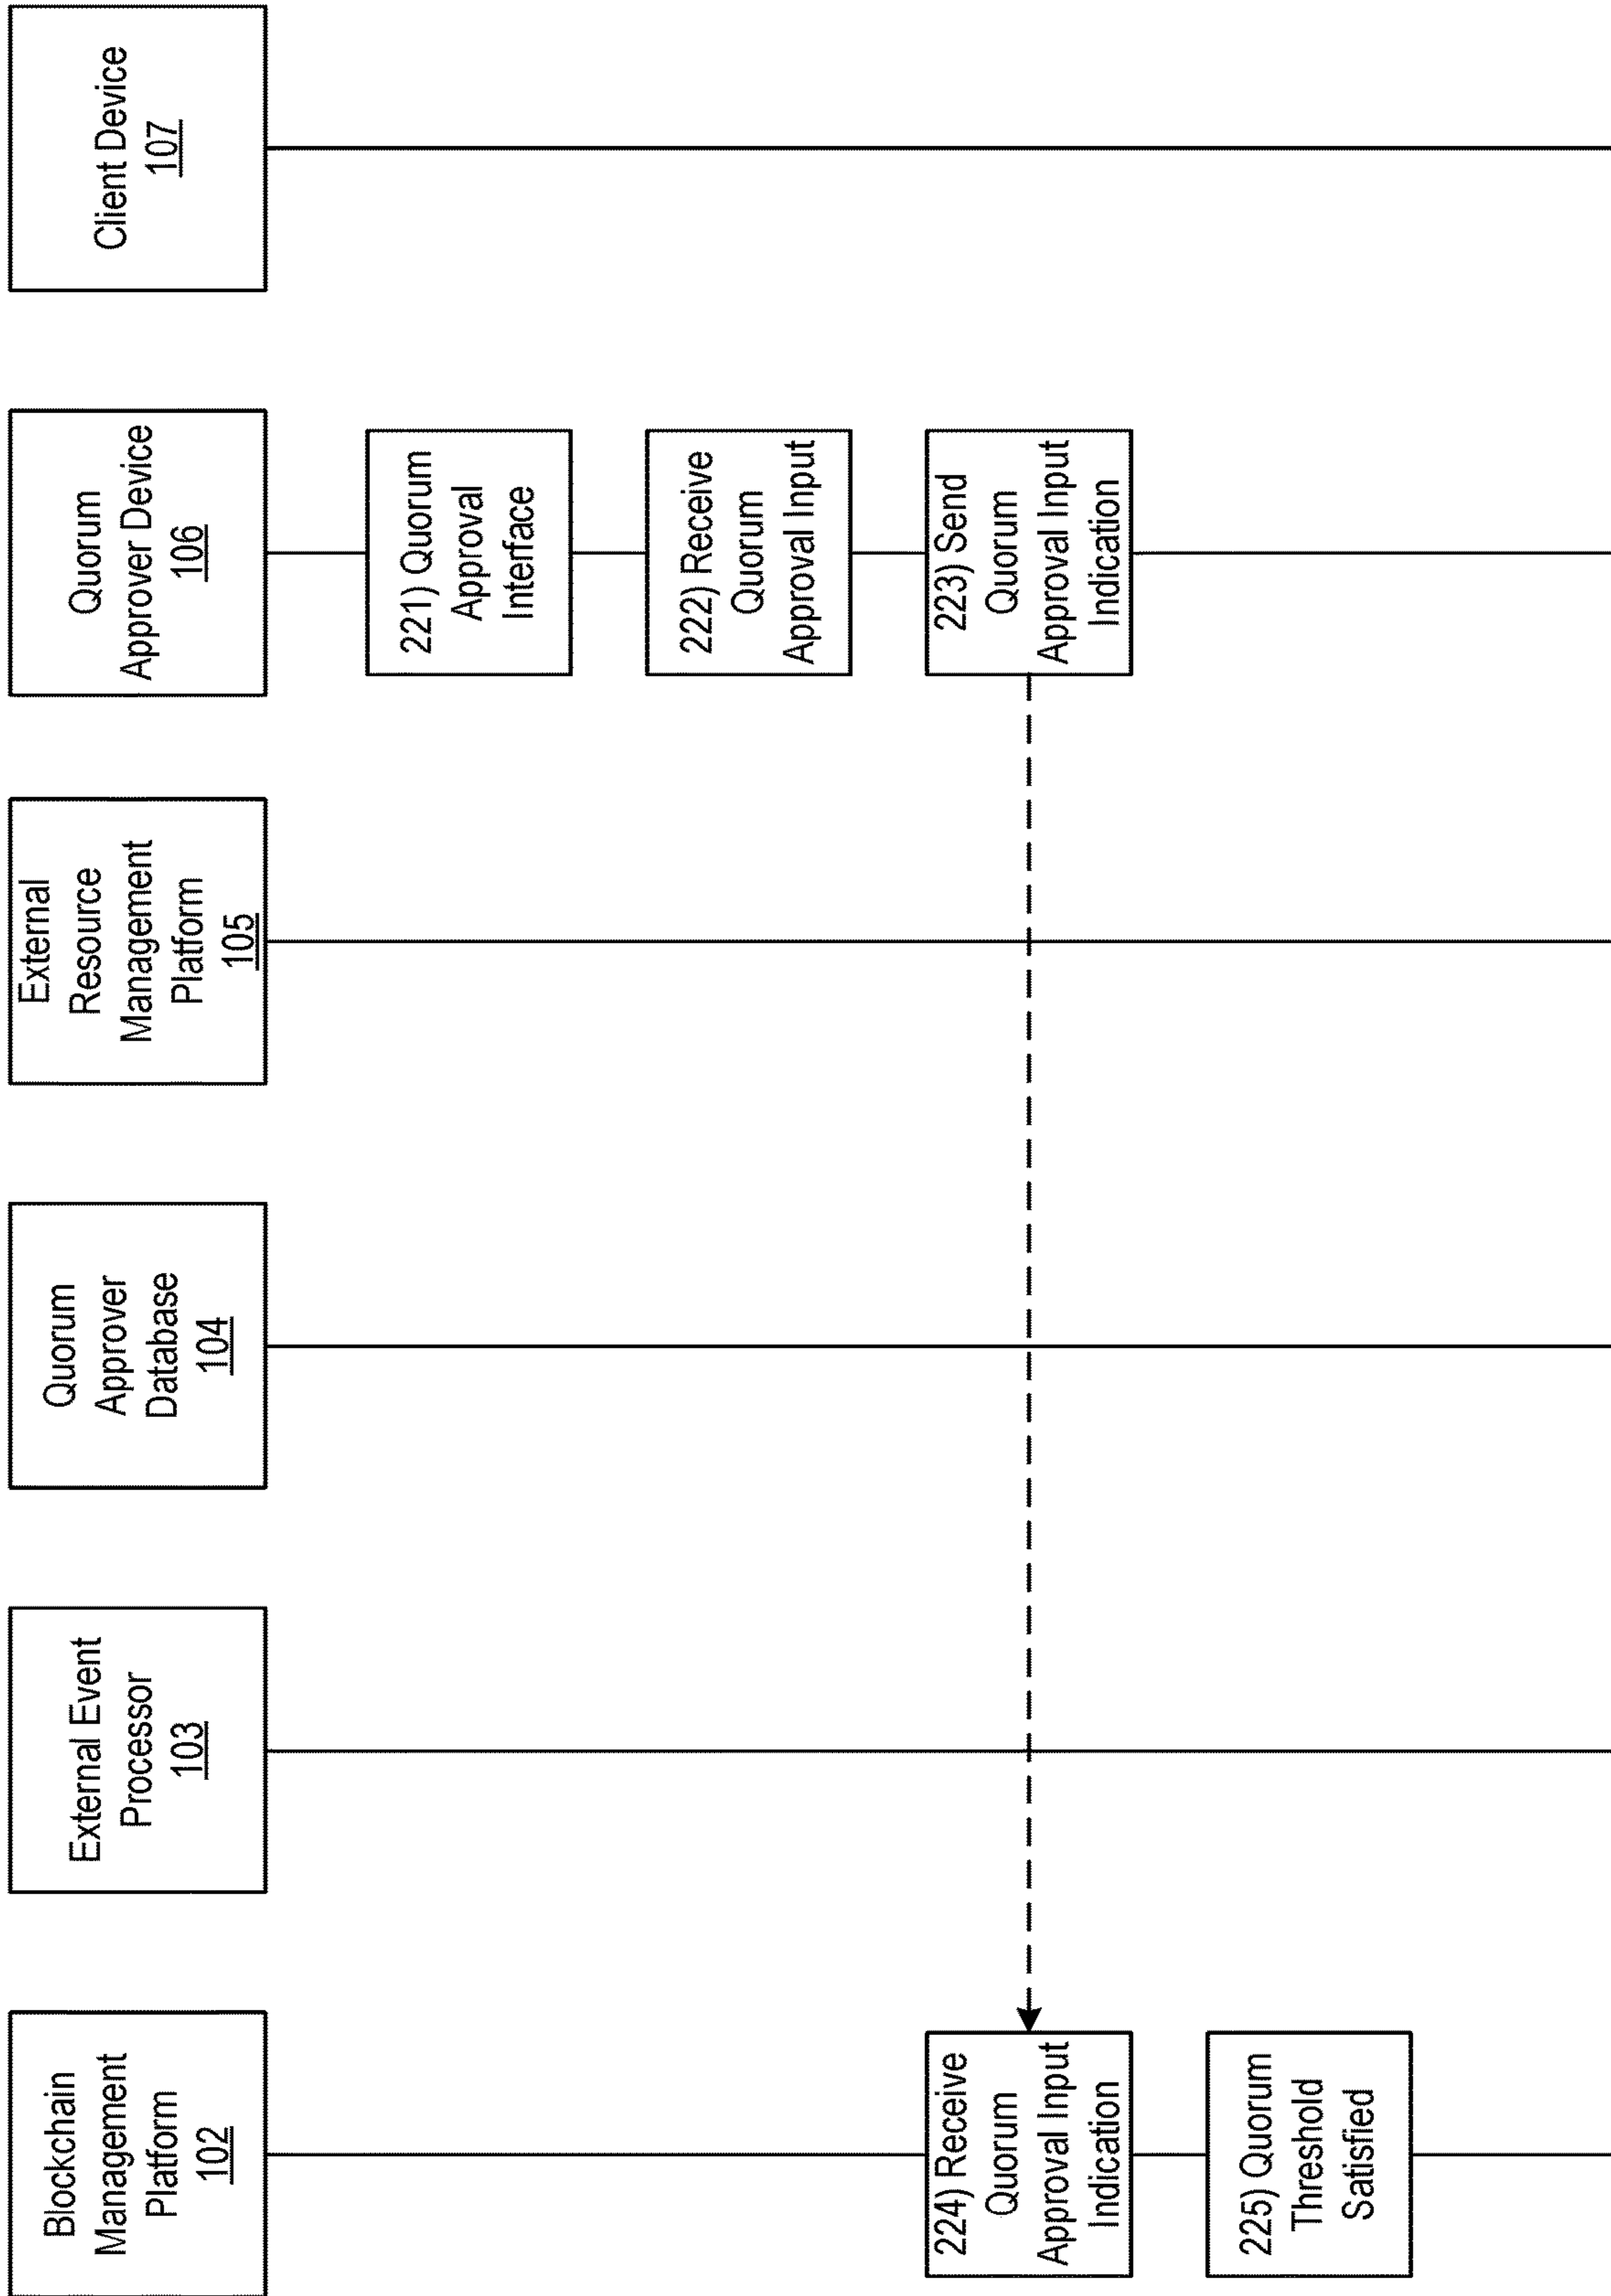 Blockchain
Management
Platform
102
External Event
Processor
103
Quorum
Approver
Database
104
External
Resource
Management
Platform
105
Quorum
Approver Device
106
Client Device
107
221) Quorum
Approval
Interface
222) Receive
Quorum
Approval Input
223) Send
Quorum
Approval Input
Indication
224) Receive
Quorum
Approval Input
Indication
225) Quorum
Threshold
Satisfied